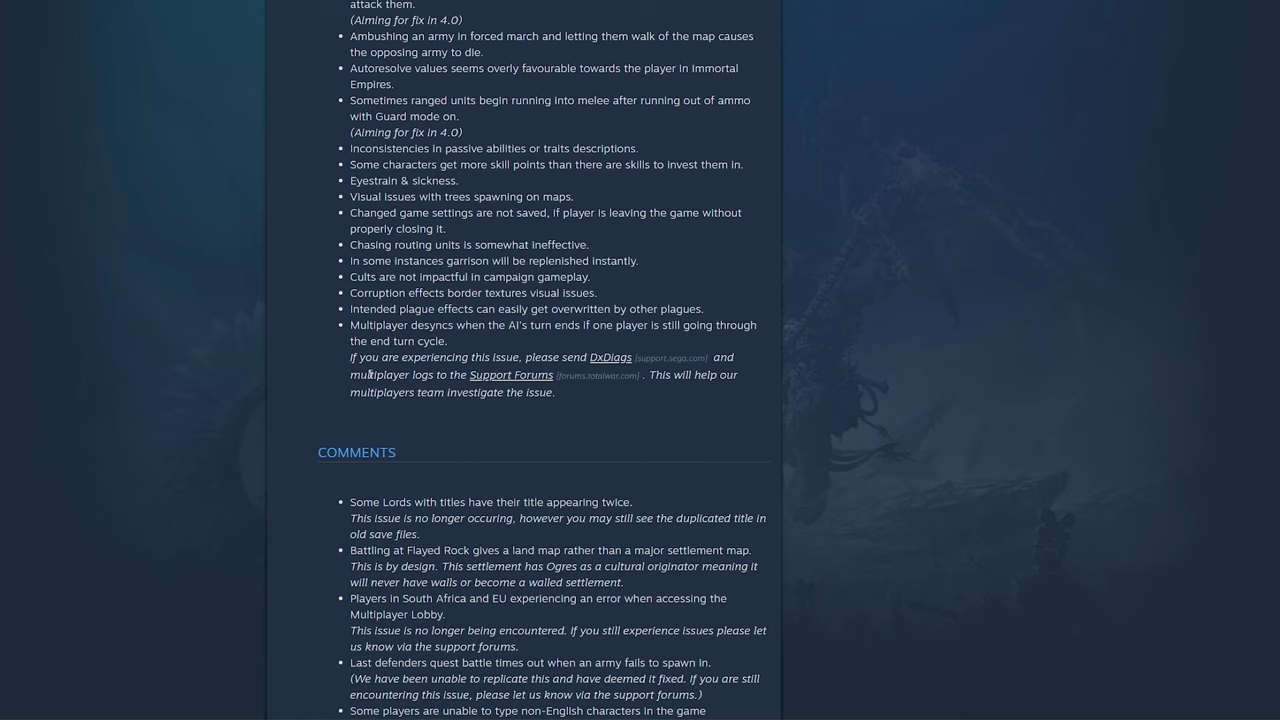 attack them.
(Aiming for fix in 4.0)
• Ambushing an army in forced march and letting them walk of the map causes
the opposing army to die.
• Autoresolve values seems overly favourable towards the player in Immortal
Empires.
• Sometimes ranged units begin running into melee after running out of ammo
with Guard mode on.
(Aiming for fix in 4.0)
• Inconsistencies in passive abilities or traits descriptions.
• Some characters get more skill points than there are skills to invest them in.
• Eyestrain & sickness.
• Visual issues with trees spawning on maps.
• Changed game settings are not saved, if player is leaving the game without
properly closing it.
• Chasing routing units is somewhat ineffective.
• In some instances garrison will be replenished instantly.
• Cults are not impactful in campaign gameplay.
• Corruption effects border textures visual issues.
• Intended plague effects can easily get overwritten by other plagues.
• Multiplayer desyncs when the AI's turn ends if one player is still going through
the end turn cycle.
If you are experiencing this issue, please send DxDiags [support.sega.com] and
multiplayer logs to the Support Forums [forums.totalwar.com] . This will help our
multiplayers team investigate the issue.
COMMENTS
• Some Lords with titles have their title appearing twice.
This issue is no longer occuring, however you may still see the duplicated title in
old save files.
• Battling at Flayed Rock gives a land map rather than a major settlement map.
This is by design. This settlement has Ogres as a cultural originator meaning it
will never have walls or become a walled settlement.
• Players in South Africa and EU experiencing an error when accessing the
Multiplayer Lobby.
This issue is no longer being encountered. If you still experience issues please let
us know via the support forums.
• Last defenders quest battle times out when an army fails to spawn in.
(We have been unable to replicate this and have deemed it fixed. If you are still
encountering this issue, please let us know via the support forums.)
• Some players are unable to type non-English characters in the game